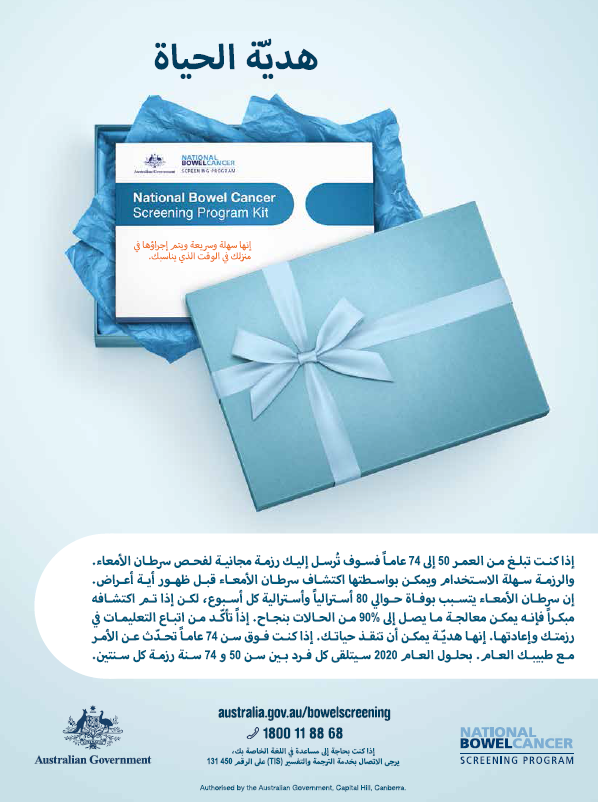 هديّة الحياة
Australian Government
NATIONAL
BOWELCANCER
SCREENING PROGRAM
National Bowel Cancer
Screening Program Kit
إنها سهلة وسريعة ويتم إجراؤها في
منزلك في الوقت الذي يناسبك.
إذا كنت تبلغ من العمر 50 إلى 74 عاماً فسوف تُرسل إليك رزمة مجانية لفحص سرطان الأمعاء.
والرزمة سهلة الاستخدام ويمكن بواسطتها اكتشاف سرطان الأمعاء قبل ظهور أية أعراض.
إن سرطان الأمعاء يتسبب بوفاة حوالي 80 أسترالياً وأسترالية كل أسبوع، لكن إذا تم اكتشافه
مبكراً فإنه يمكن معالجة ما يصل إلى 90% من الحالات بنجاح. إذاً تأكّد من اتباع التعليمات في
رزمتك وإعادتها. إنها هديّة يمكن أن تنقذ حياتك. إذا كنت فوق سن 74 عاماً تحدّث عن الأمر
مع طبيبك العام. بحلول العام 2020 سيتلقى كل فرد بين سن 50 و 74 سنة رزمة كل سنتين.
australia.gov.au/bowelscreening
1800 11 88 68
إذا كنت بحاجة إلى مساعدة في اللغة الخاصة بك،
يرجى الاتصال بخدمة الترجمة والتفسير (TIS) على الرقم 131 450
Australian Government
NATIONAL
BOWELCANCER
SCREENING PROGRAM
Authorised by the Australian Government, Capital Hill, Canberra.